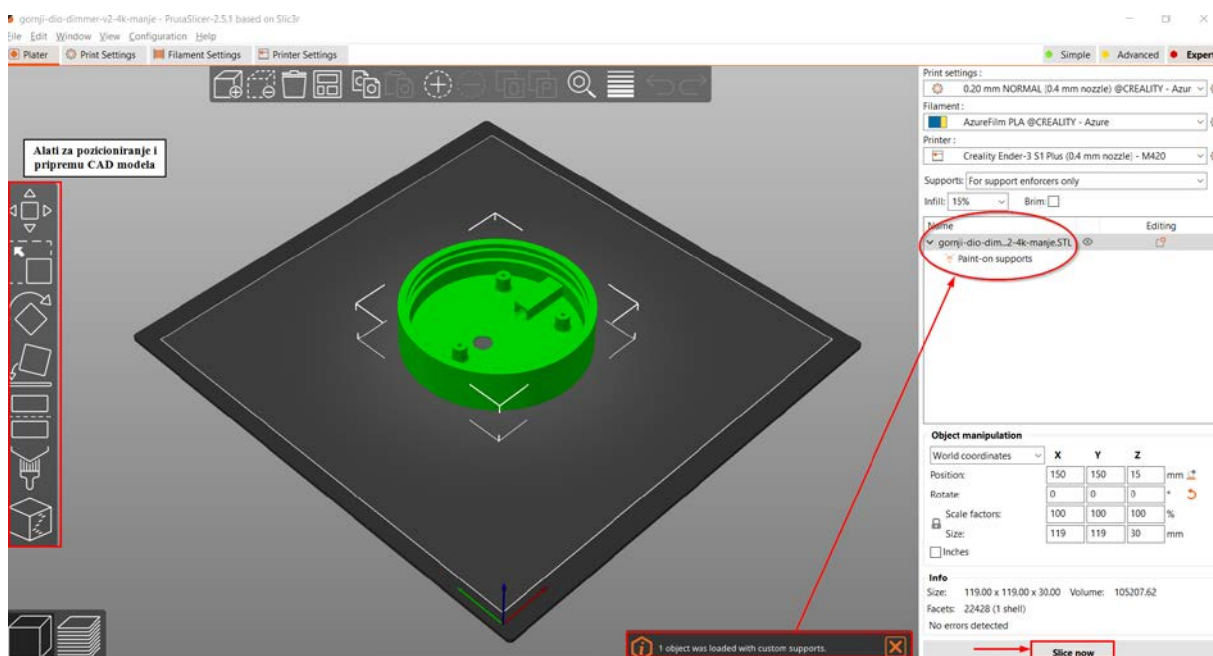 gornji-dio-dimmer-v2-4k-manje - PrusaSlicer-2.5.1 based on Slic3r
File Edit Window View Configuration Help
Plater Print Settings Filament Settings Printer Settings
Simple Advanced Expert
Print settings :
0.20 mm NORMAL (0.4 mm nozzle) @CREALITY - Azur
Filament :
AzureFilm PLA @CREALITY - Azure
Printer :
Creality Ender-3 S1 Plus (0.4 mm nozzle) - M420
Supports: For support enforcers only
Infill: 15% Brim:
Name Editing
gornji-dio-dim...2-4k-manje.STL
Paint-on supports
Alati za pozicioniranje i
pripremu CAD modela
Object manipulation
World coordinates X Y Z
Position: 150 150 15 mm
Rotate: 0 0 0 °
Scale factors: 100 100 100 %
Size: 119 119 30 mm
Inches
Info
Size: 119.00 x 119.00 x 30.00 Volume: 105207.62
Facets: 22428 (1 shell)
No errors detected
1 object was loaded with custom supports.
Slice now